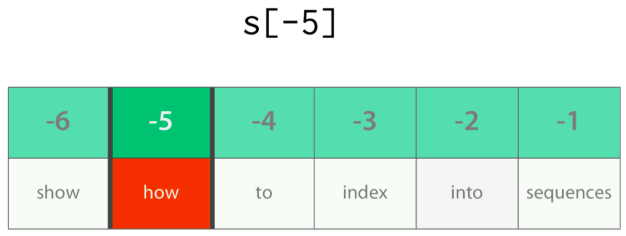 s[-5]
-6 -5 -4 -3 -2 -1
show how to index into sequences